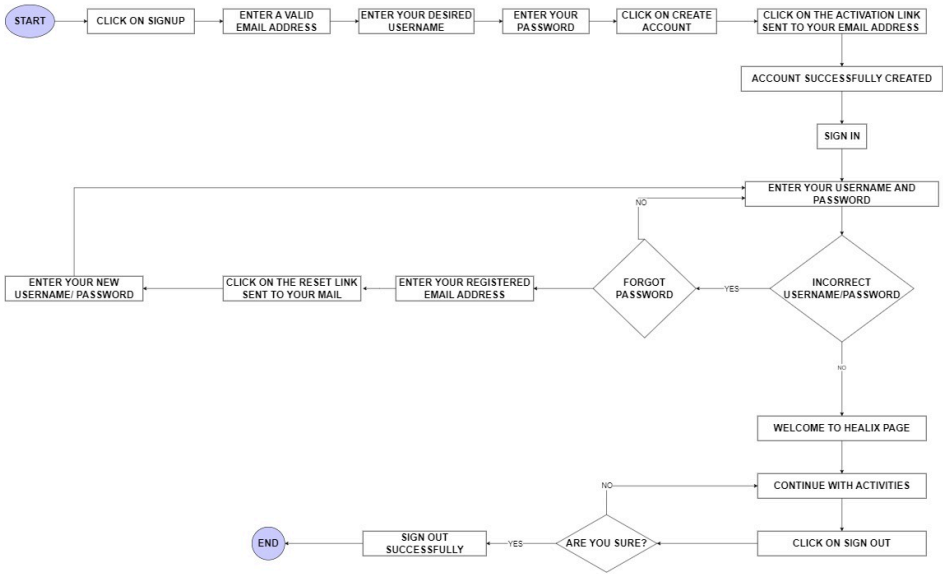 START
CLICK ON SIGNUP
ENTER A VALID
EMAIL ADDRESS
ENTER YOUR DESIRED
USERNAME
ENTER YOUR
PASSWORD
CLICK ON CREATE
ACCOUNT
CLICK ON THE ACTIVATION LINK
SENT TO YOUR EMAIL ADDRESS
ACCOUNT SUCCESSFULLY CREATED
SIGN IN
ENTER YOUR USERNAME AND
PASSWORD
NO
INCORRECT
USERNAME/PASSWORD
YES
FORGOT
PASSWORD
ENTER YOUR REGISTERED
EMAIL ADDRESS
CLICK ON THE RESET LINK
SENT TO YOUR MAIL
ENTER YOUR NEW
USERNAME/ PASSWORD
NO
WELCOME TO HEALIX PAGE
CONTINUE WITH ACTIVITIES
NO
CLICK ON SIGN OUT
ARE YOU SURE?
YES
SIGN OUT
SUCCESSFULLY
END